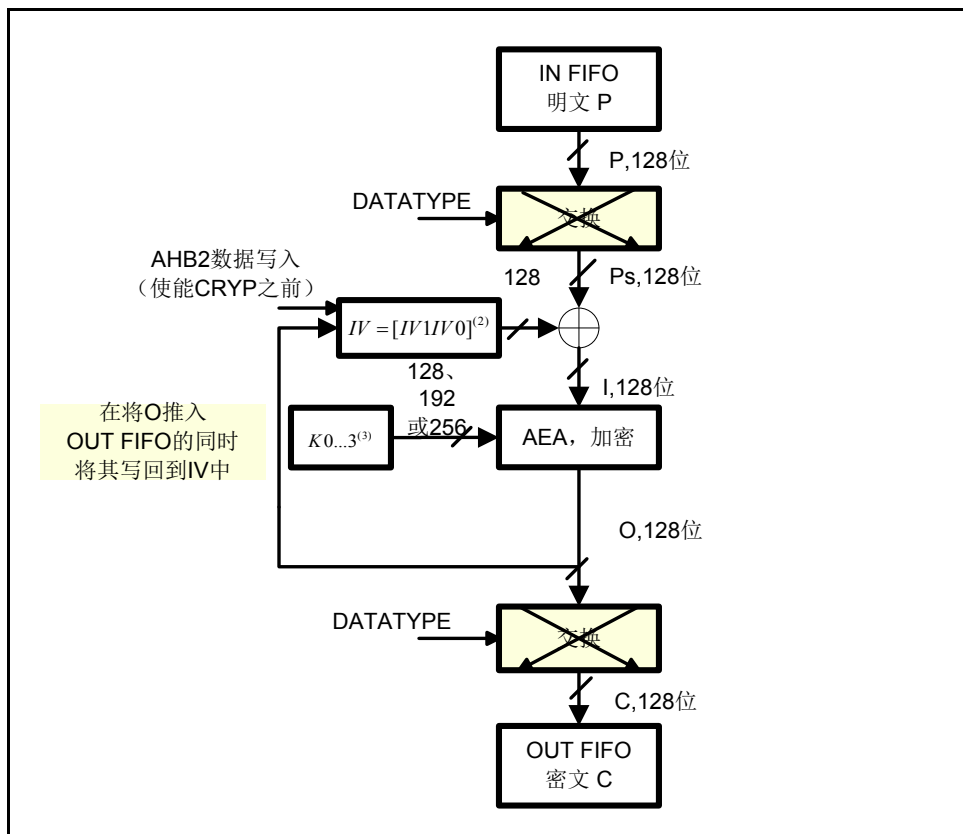 IN FIFO
明文 P
P,128位
DATATYPE
交换
AHB2数据写入
（使能CRYP之前）
128
Ps,128位
IV = [IV1IV0]⁽²⁾
128、
192
或256
I,128位
在将O推入
OUT FIFO的同时
将其写回到IV中
K0...3⁽³⁾
AEA，加密
O,128位
DATATYPE
交换
C,128位
OUT FIFO
密文 C